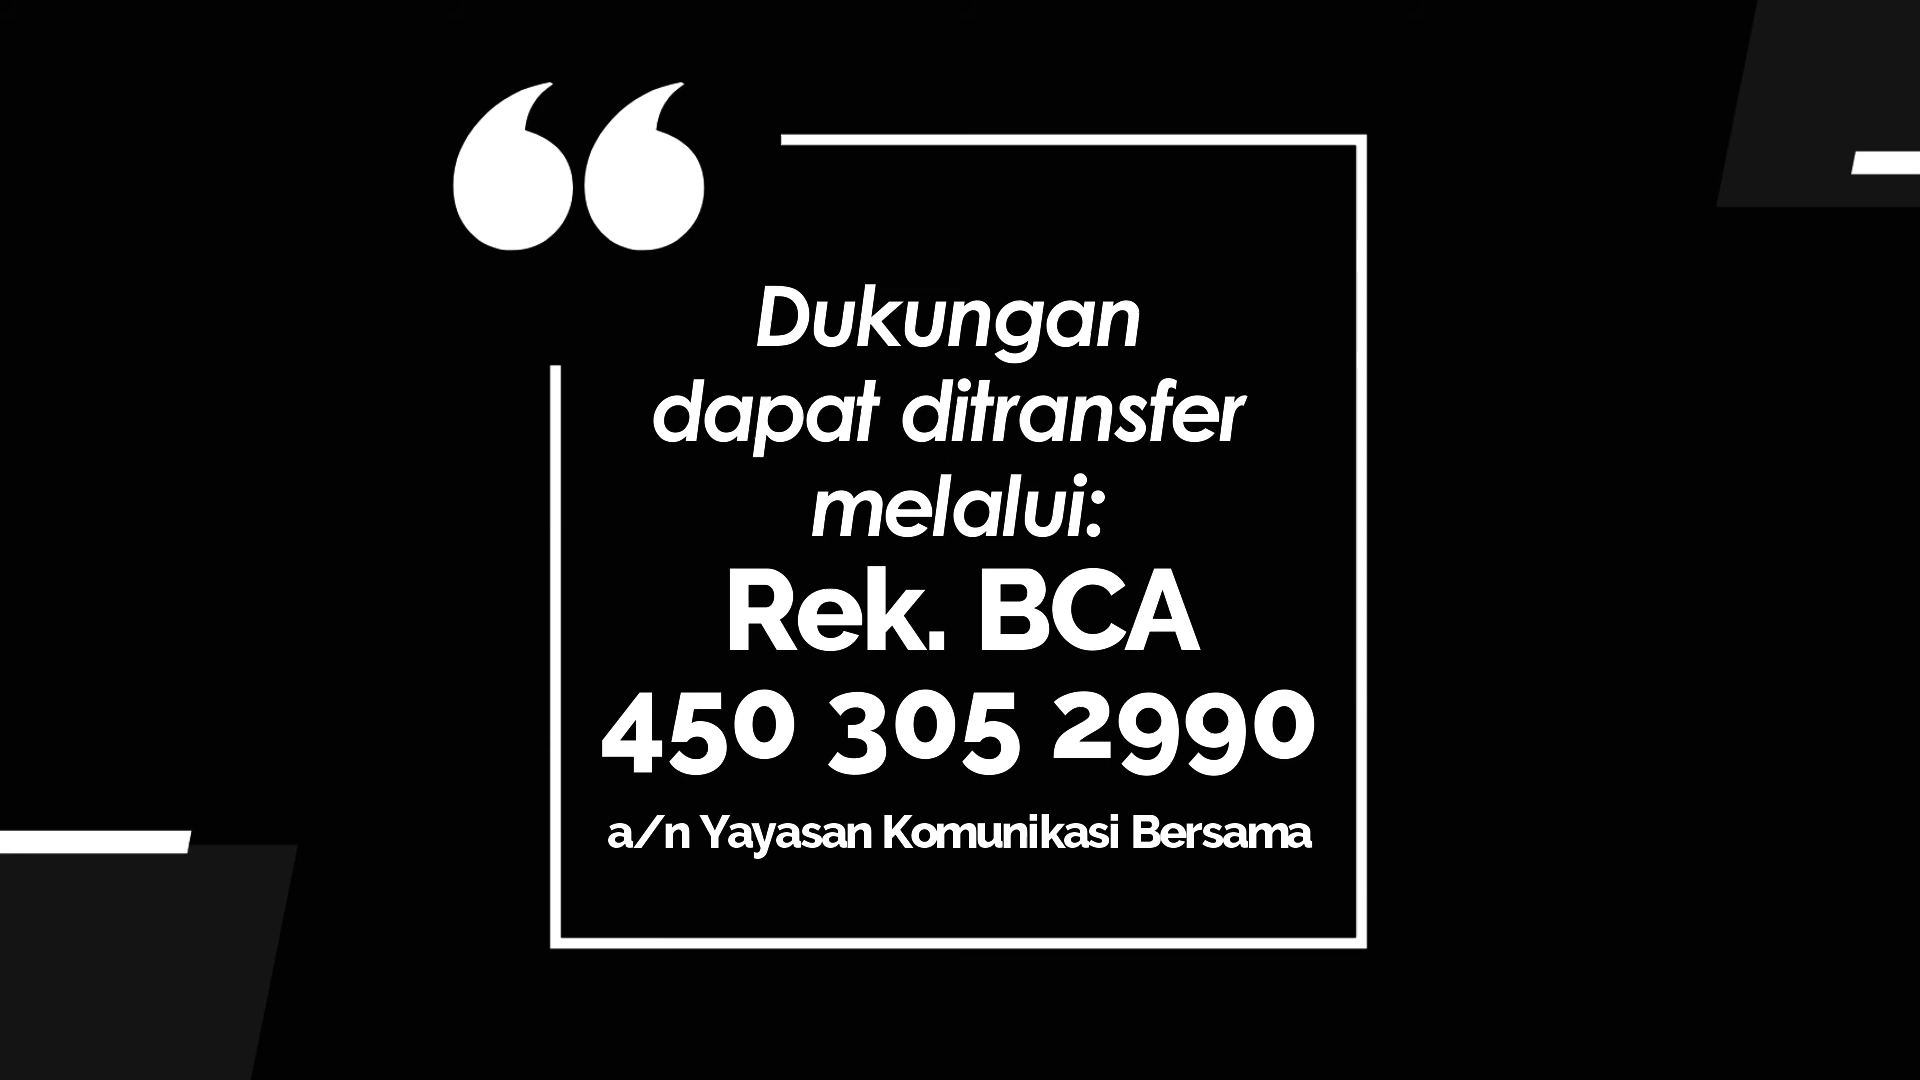 Dukungan
dapat ditransfer
melalui:
Rek. BCA
450 305 2990
a/n Yayasan Komunikasi Bersama